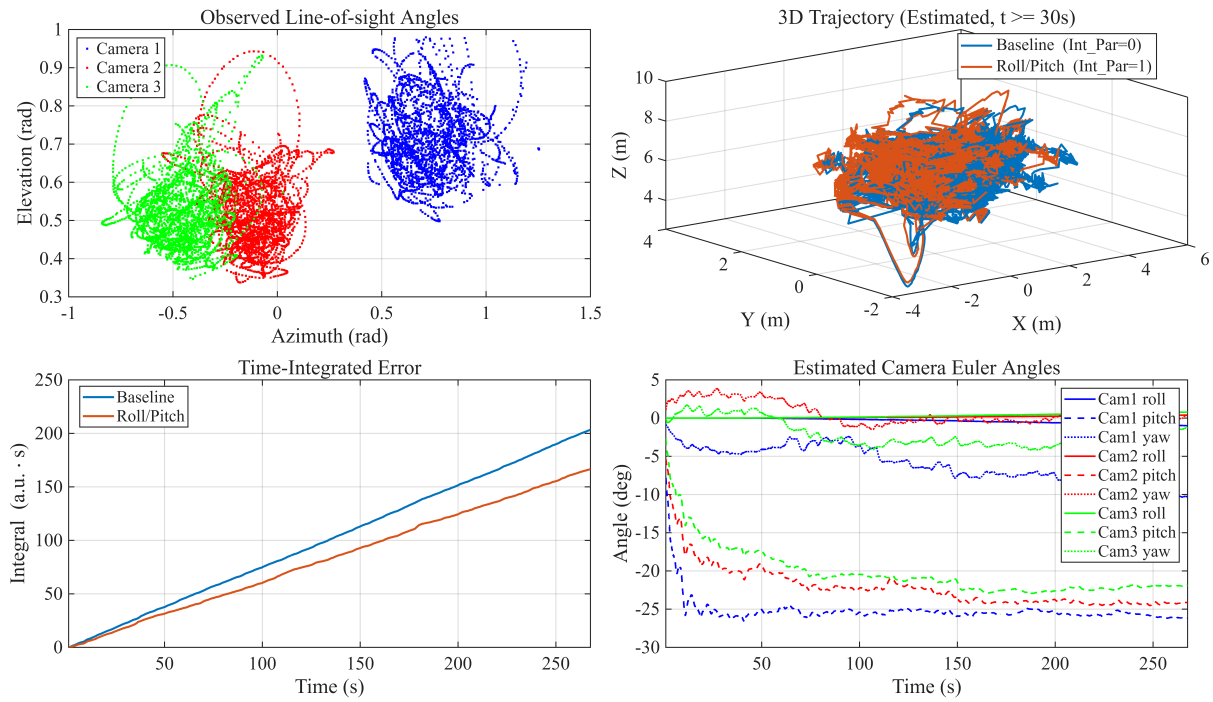 Observed Line-of-sight Angles
Camera 1
Camera 2
Camera 3
Elevation (rad)
1
0.9
0.8
0.7
0.6
0.5
0.4
0.3
-1
-0.5
0
0.5
1
1.5
Azimuth (rad)
3D Trajectory (Estimated, t >= 30s)
Baseline (Int_Par=0)
Roll/Pitch (Int_Par=1)
Z (m)
10
8
6
4
4
2
0
-2
Y (m)
-4
-2
0
2
4
6
X (m)
Time-Integrated Error
Baseline
Roll/Pitch
Integral (a.u. · s)
250
200
150
100
50
0
50
100
150
200
250
Time (s)
Estimated Camera Euler Angles
Cam1 roll
Cam1 pitch
Cam1 yaw
Cam2 roll
Cam2 pitch
Cam2 yaw
Cam3 roll
Cam3 pitch
Cam3 yaw
Angle (deg)
5
0
-5
-10
-15
-20
-25
-30
50
100
150
200
250
Time (s)